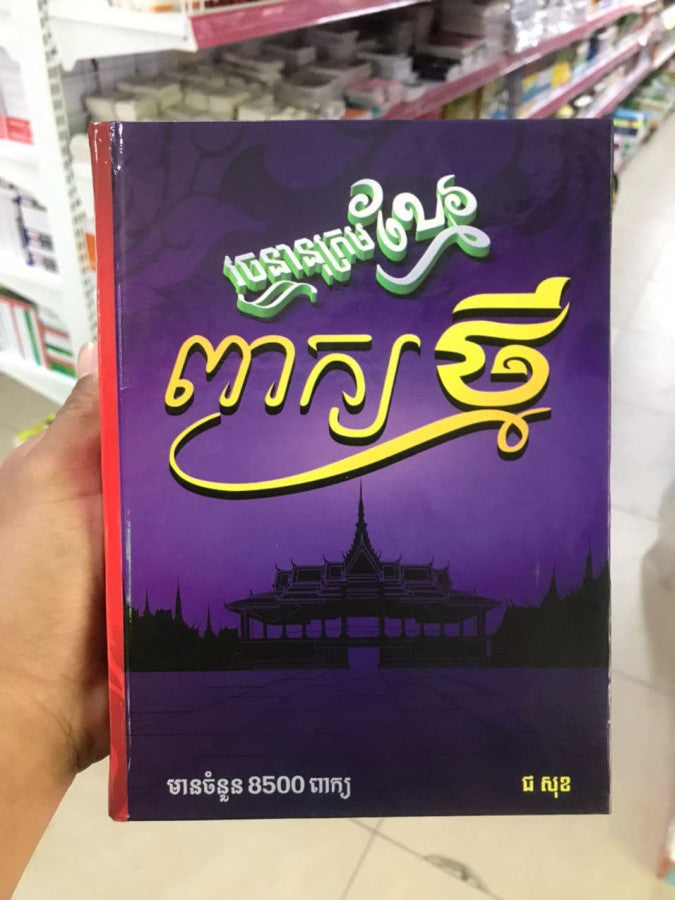 វចនានុក្រមខ្មែរ
ពាក្យថ្មី
មានចំនួន 8500 ពាក្យ
ជ សុខ